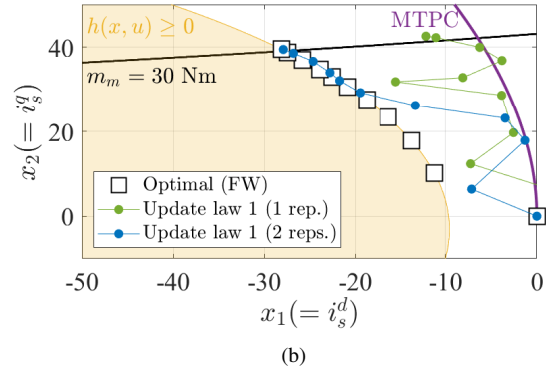 h(x, u) ≥ 0
MTPC
m_m = 30 Nm
40
20
0
x_2(= i_s^q)
Optimal (FW)
Update law 1 (1 rep.)
Update law 1 (2 reps.)
-50 -40 -30 -20 -10 0
x_1(= i_s^d)
(b)